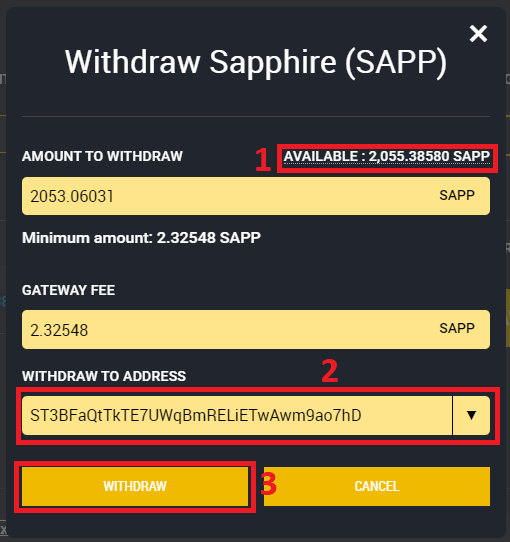 Withdraw Sapphire (SAPP)
AMOUNT TO WITHDRAW 1 AVAILABLE : 2,055.38580 SAPP
2053.06031 SAPP
Minimum amount: 2.32548 SAPP
GATEWAY FEE
2.32548 SAPP
WITHDRAW TO ADDRESS 2
ST3BFaQtTkTE7UWqBmRELiETwAwm9ao7hD
WITHDRAW 3 CANCEL